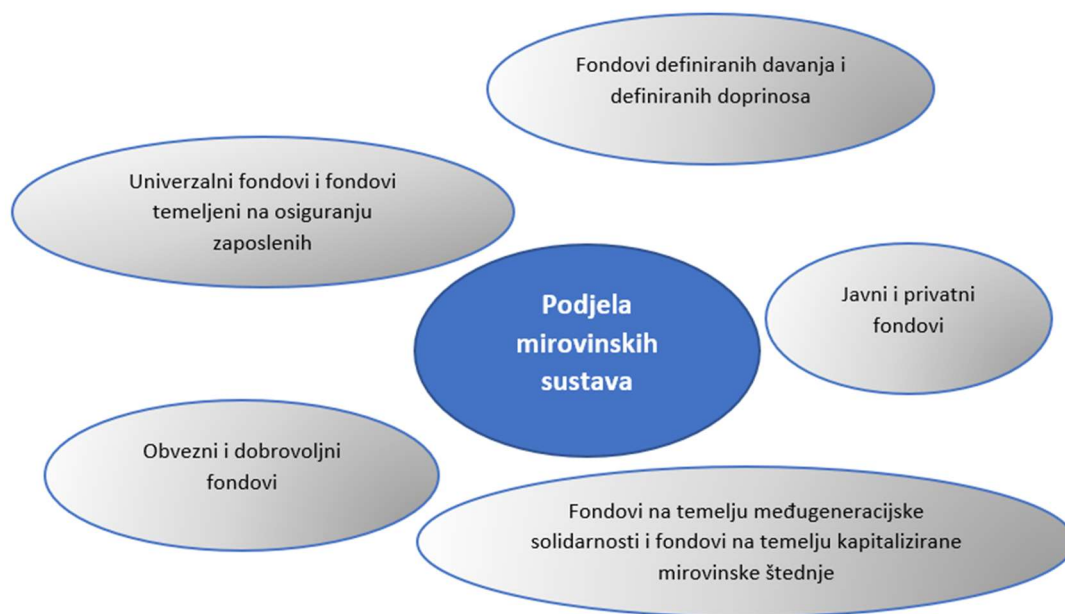 Fondovi definiranih davanja i
definiranih doprinosa
Univerzalni fondovi i fondovi
temeljeni na osiguranju
zaposlenih
Podjela
mirovinskih
sustava
Javni i privatni
fondovi
Obvezni i dobrovoljni
fondovi
Fondovi na temelju međugeneracijske
solidarnosti i fondovi na temelju kapitalizirane
mirovinske štednje